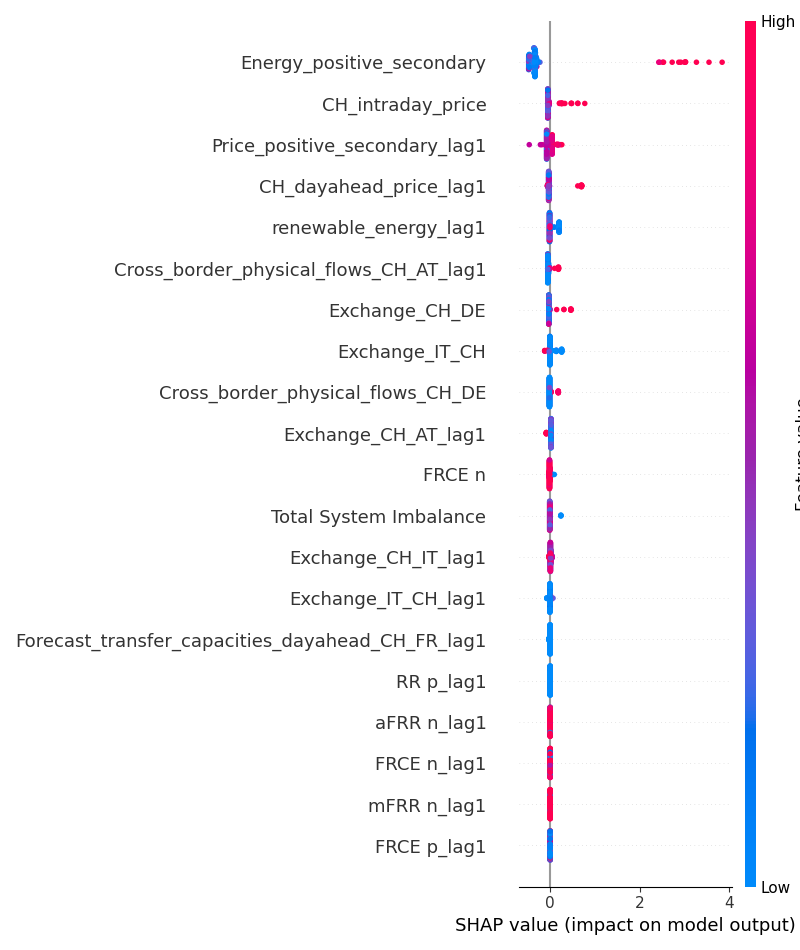 High
Energy_positive_secondary
CH_intraday_price
Price_positive_secondary_lag1
CH_dayahead_price_lag1
renewable_energy_lag1
Cross_border_physical_flows_CH_AT_lag1
Exchange_CH_DE
Exchange_IT_CH
Cross_border_physical_flows_CH_DE
Exchange_CH_AT_lag1
FRCE n
Total System Imbalance
Exchange_CH_IT_lag1
Exchange_IT_CH_lag1
Forecast_transfer_capacities_dayahead_CH_FR_lag1
RR p_lag1
aFRR n_lag1
FRCE n_lag1
mFRR n_lag1
FRCE p_lag1
Low
0 2 4
SHAP value (impact on model output)